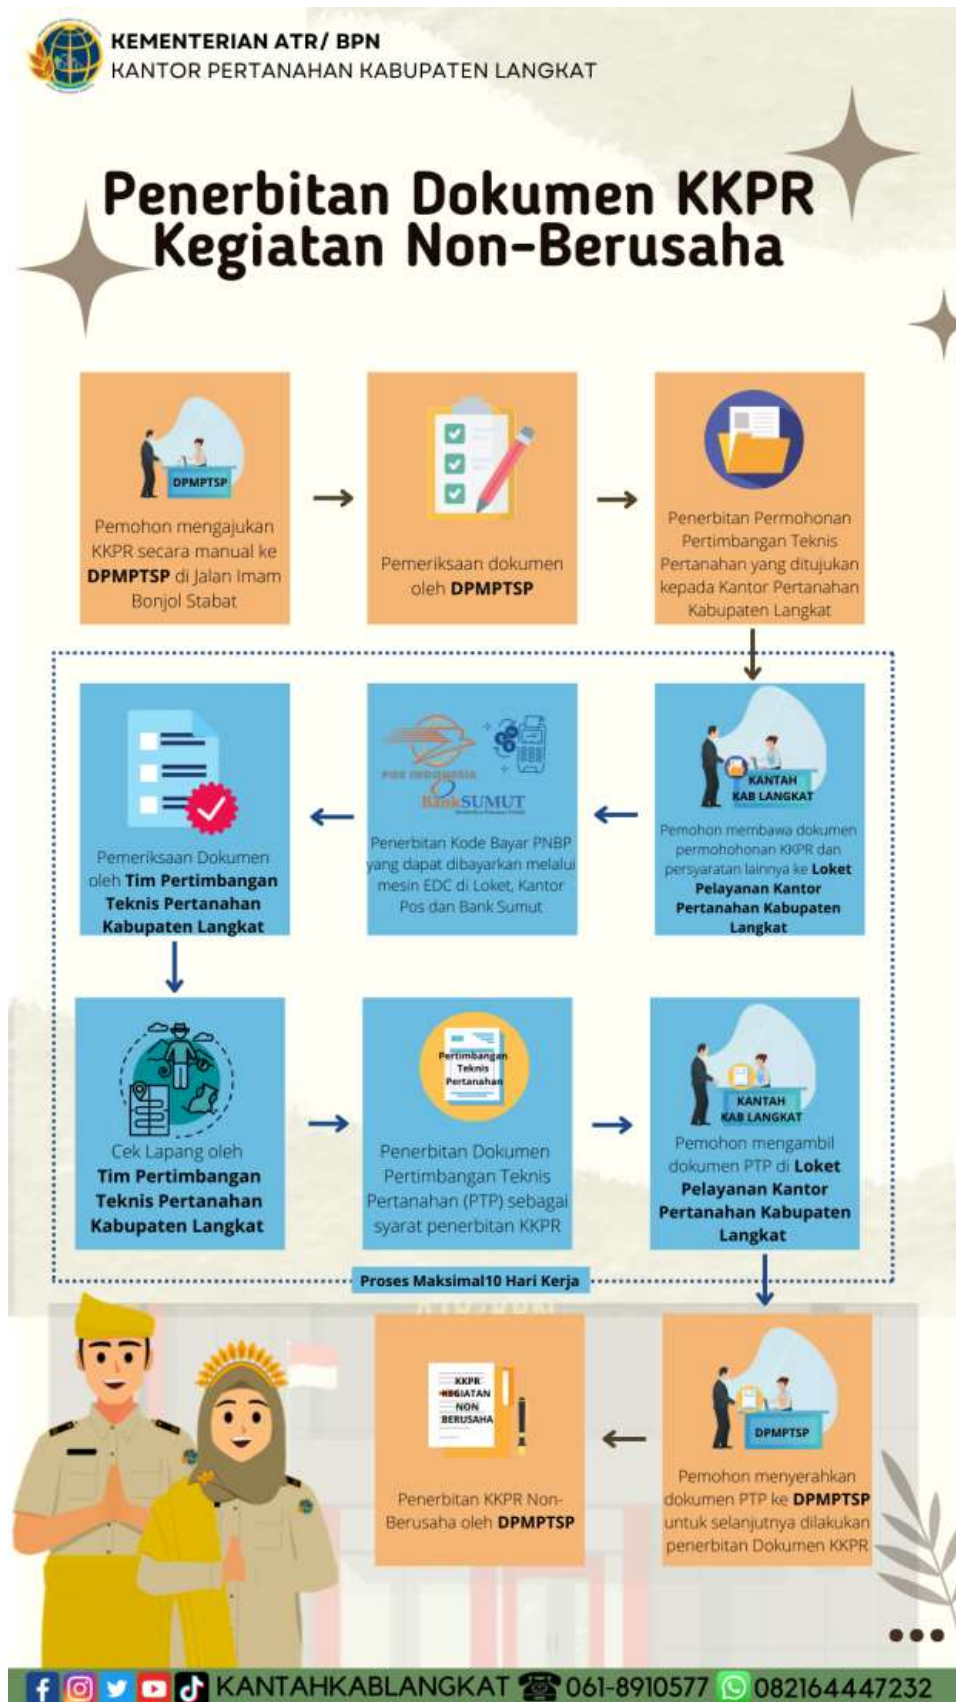 KEMENTERIAN ATR/ BPN
KANTOR PERTANAHAN KABUPATEN LANGKAT
Penerbitan Dokumen KKPR
Kegiatan Non-Berusaha
DPMPTSP
Pemohon mengajukan
KKPR secara manual ke
DPMPTSP di Jalan Imam
Bonjol Stabat
Pemeriksaan dokumen
oleh DPMPTSP
Penerbitan Permohonan
Pertimbangan Teknis
Pertanahan yang ditujukan
kepada Kantor Pertanahan
Kabupaten Langkat
KANTAH
KAB LANGKAT
Pemohon membawa dokumen
permohohonan KKPR dan
persyaratan lainnya ke Loket
Pelayanan Kantor
Pertanahan Kabupaten
Langkat
POS INDONESIA
BankSUMUT
Penerbitan Kode Bayar PNBP
yang dapat dibayarkan melalui
mesin EDC di Loket, Kantor
Pos dan Bank Sumut
Pemeriksaan Dokumen
oleh Tim Pertimbangan
Teknis Pertanahan
Kabupaten Langkat
Cek Lapang oleh
Tim Pertimbangan
Teknis Pertanahan
Kabupaten Langkat
Pertimbangan
Teknis
Pertanahan
Penerbitan Dokumen
Pertimbangan Teknis
Pertanahan (PTP) sebagai
syarat penerbitan KKPR
KANTAH
KAB LANGKAT
Pemohon mengambil
dokumen PTP di Loket
Pelayanan Kantor
Pertanahan Kabupaten
Langkat
Proses Maksimal10 Hari Kerja
DPMPTSP
Pemohon menyerahkan
dokumen PTP ke DPMPTSP
untuk selanjutnya dilakukan
penerbitan Dokumen KKPR
KKPR
KEGIATAN
NON
BERUSAHA
Penerbitan KKPR Non-
Berusaha oleh DPMPTSP
KANTAHKABLANGKAT 061-8910577 082164447232